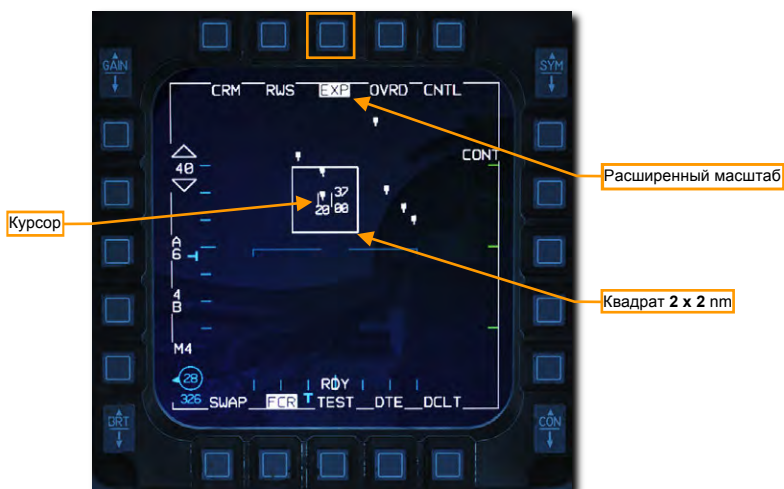 GAIN
SYM
CRM RWS EXP OVRD CNTL
CONT
40
Расширенный масштаб
37
20 00
Курсор
A
6
4
B
Квадрат 2 x 2 nm
M4
28
RDY
326 SWAP FCR TEST DTE DCLT
BRT
CON